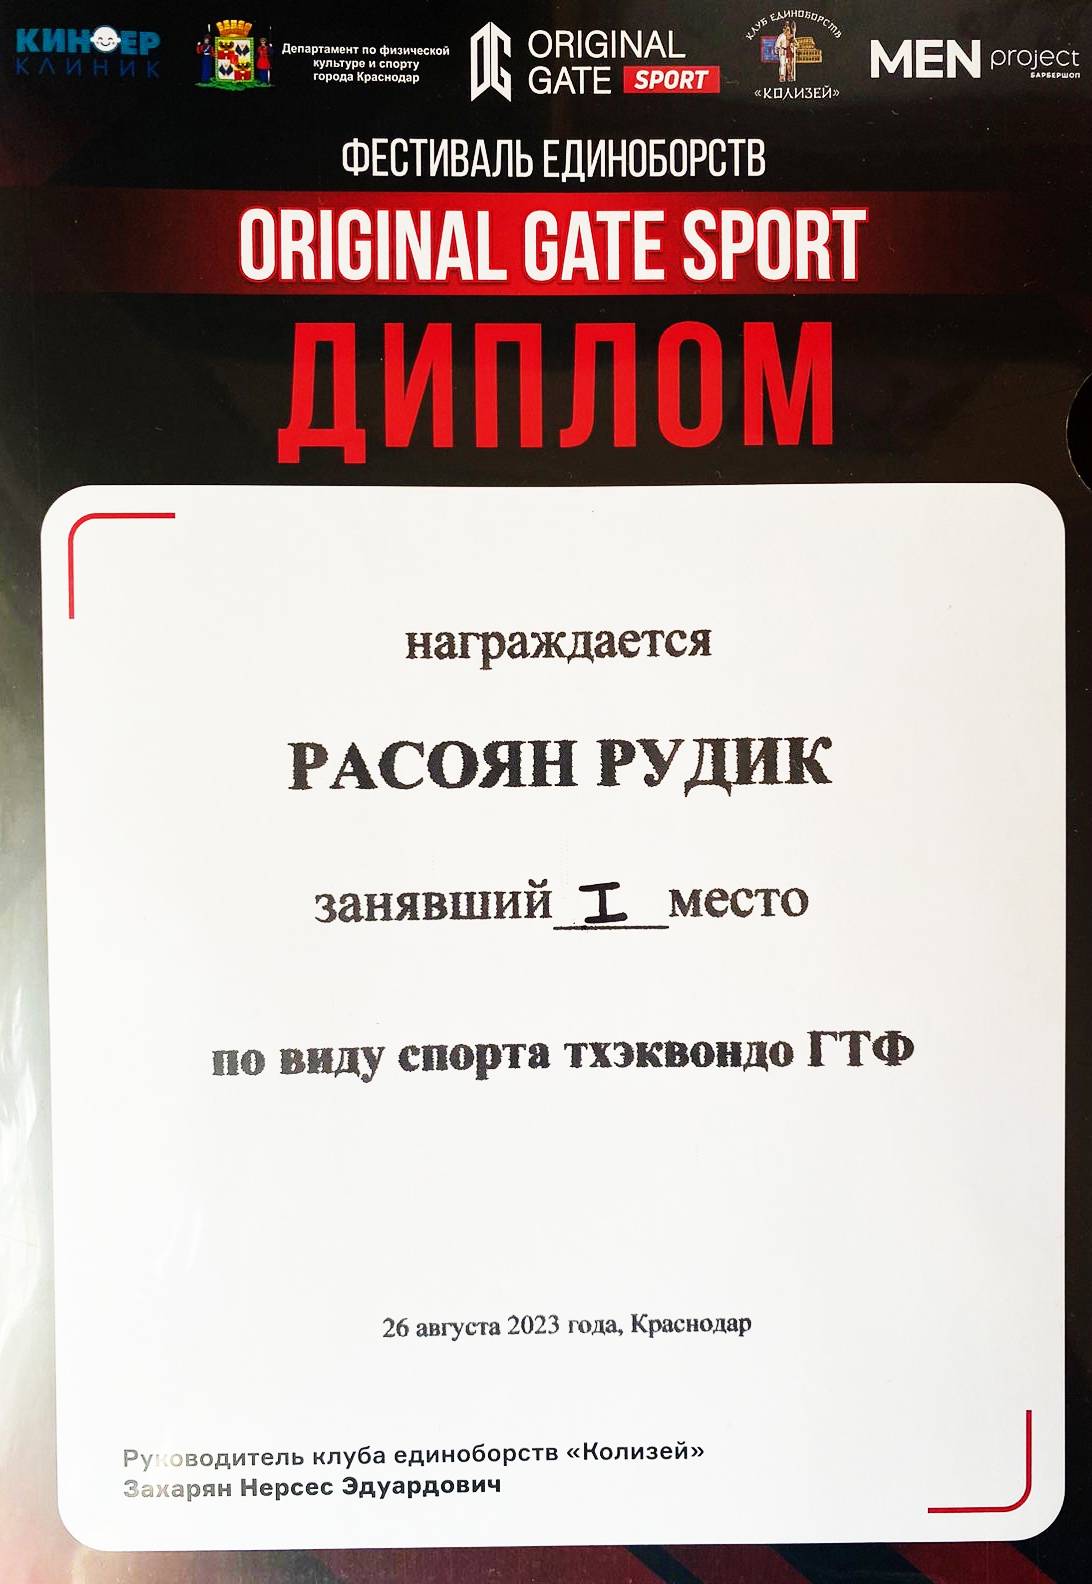 КИНДЕР
КЛИНИК
Департамент по физической
культуре и спорту
города Краснодар
ORIGINAL
GATE SPORT
КЛУБ ЕДИНОБОРСТВ
«КОЛИЗЕЙ»
MEN project
БАРБЕРШОП
ФЕСТИВАЛЬ ЕДИНОБОРСТВ
ORIGINAL GATE SPORT
ДИПЛОМ
награждается
РАСОЯН РУДИК
занявший I место
по виду спорта тхэквондо ГТФ
26 августа 2023 года, Краснодар
Руководитель клуба единоборств «Колизей»
Захарян Нерсес Эдуардович